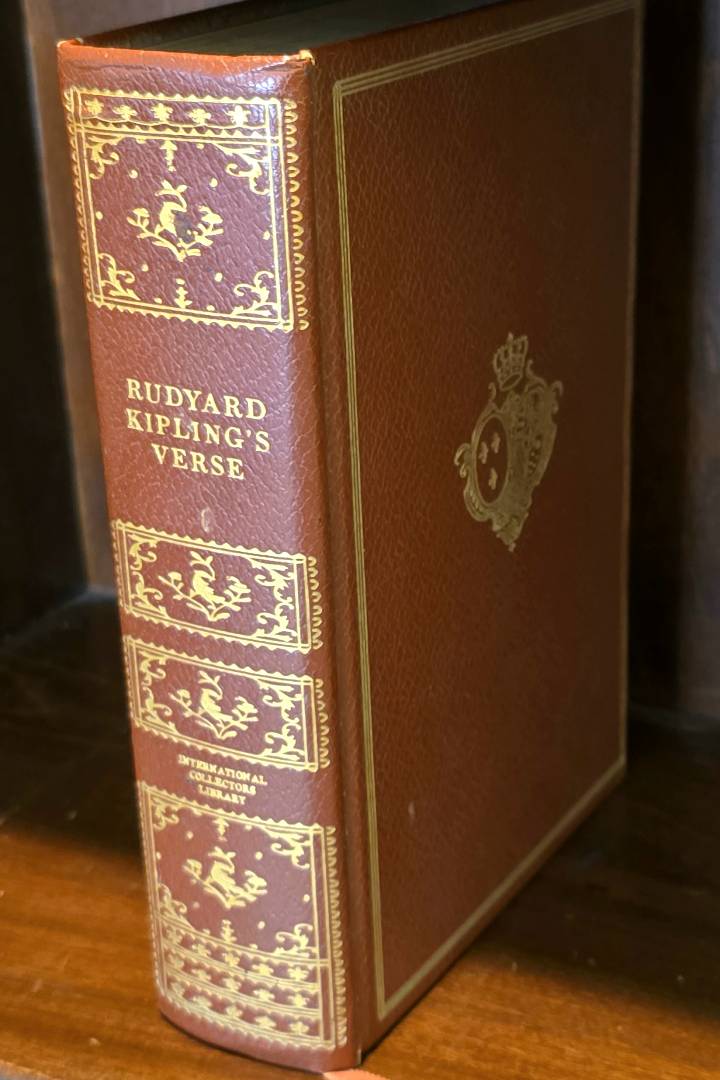 RUDYARD
KIPLING'S
VERSE
INTERNATIONAL
COLLECTORS
LIBRARY